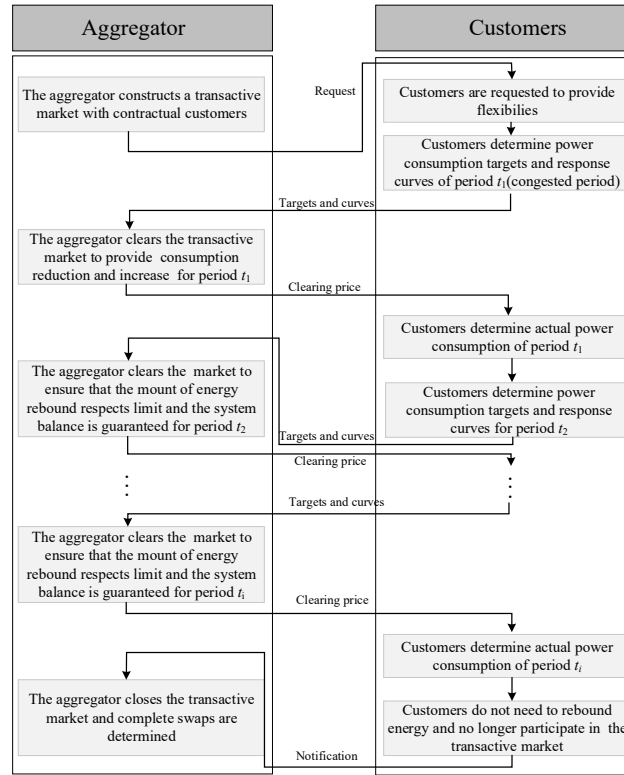 Aggregator
Customers
The aggregator constructs a transactive
market with contractual customers
Request
Customers are requested to provide
flexibilies
Customers determine power
consumption targets and response
curves of period t₁(congested period)
Targets and curves
The aggregator clears the transactive
market to provide consumption
reduction and increase for period t₁
Clearing price
Customers determine actual power
consumption of period t₁
The aggregator clears the market to
ensure that the mount of energy
rebound respects limit and the system
balance is guaranteed for period t₂
Customers determine power
consumption targets and response
curves for period t₂
Targets and curves
Clearing price
Targets and curves
The aggregator clears the market to
ensure that the mount of energy
rebound respects limit and the system
balance is guaranteed for period tᵢ
Clearing price
Customers determine actual power
consumption of period tᵢ
The aggregator closes the transactive
market and complete swaps are
determined
Customers do not need to rebound
energy and no longer participate in the
transactive market
Notification